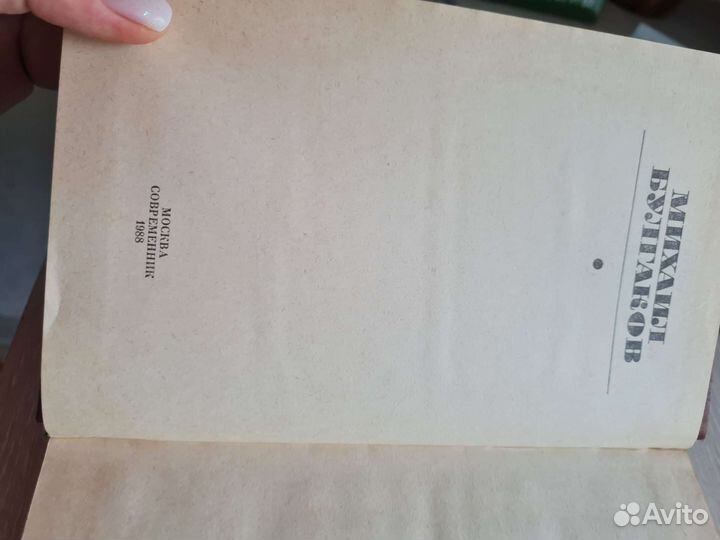 МИХАИЛ
БУЛГАКОВ
МОСКВА
СОВРЕМЕННИК
1988
Avito